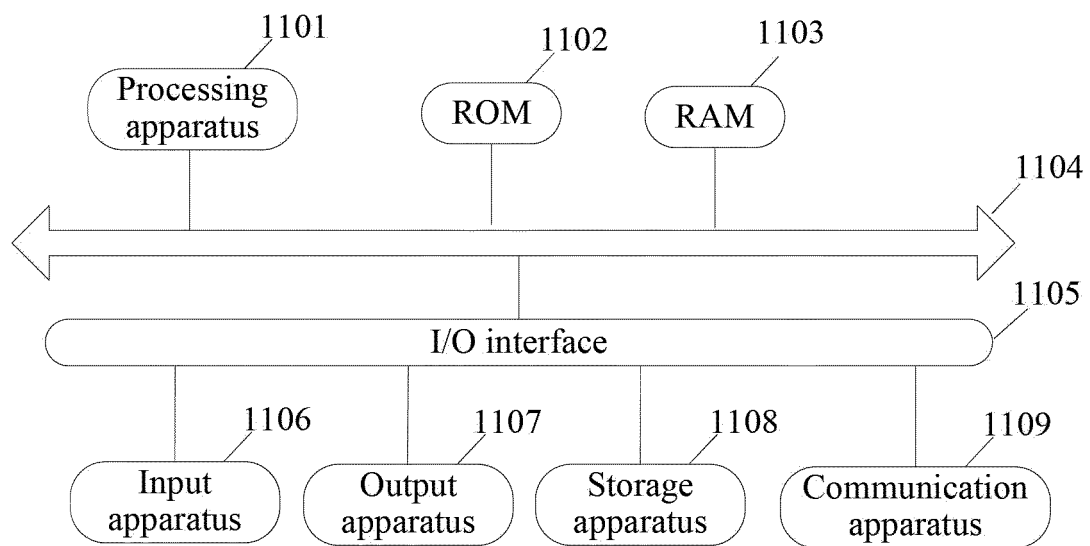 1101
1102
1103
Processing
apparatus
ROM
RAM
1104
1105
I/O interface
1106
1107
1108
1109
Input
apparatus
Output
apparatus
Storage
apparatus
Communication
apparatus